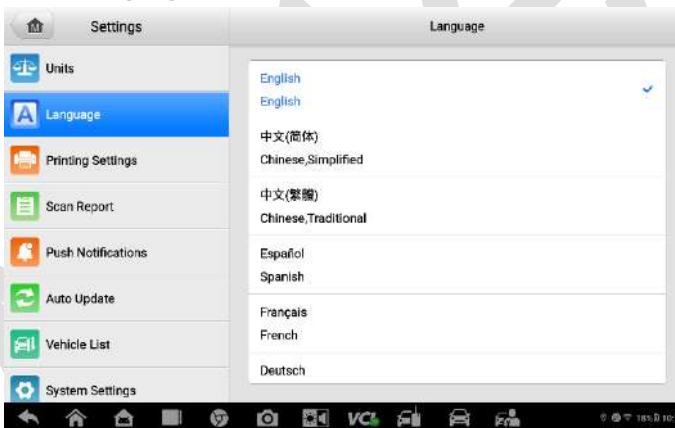 Settings
Language
Units
Language
Printing Settings
Scan Report
Push Notifications
Auto Update
Vehicle List
System Settings
English
English
中文(简体)
Chinese,Simplified
中文(繁體)
Chinese,Traditional
Español
Spanish
Français
French
Deutsch
VCI